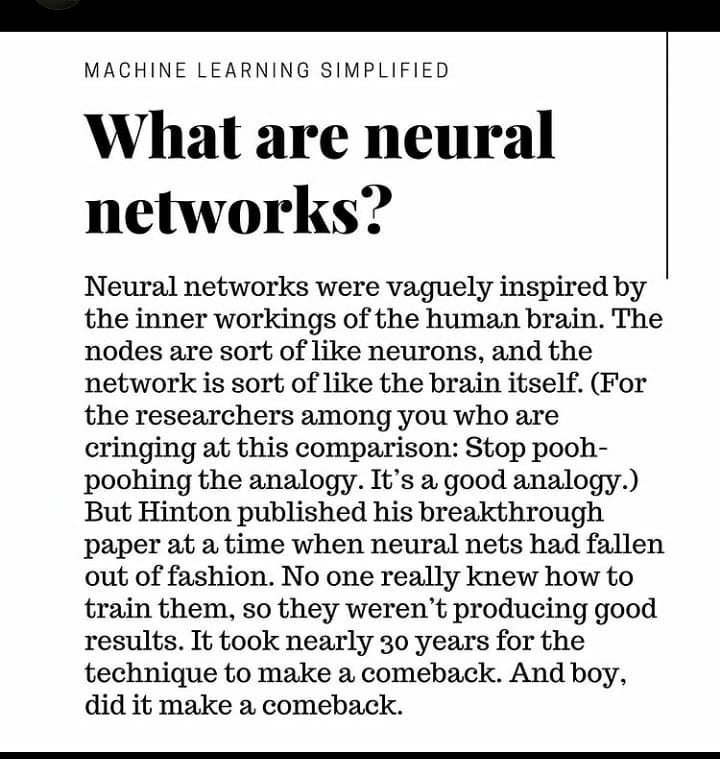 MACHINE LEARNING SIMPLIFIED
What are neural
networks?
Neural networks were vaguely inspired by
the inner workings of the human brain. The
nodes are sort of like neurons, and the
network is sort of like the brain itself. (For
the researchers among you who are
cringing at this comparison: Stop pooh-
poohing the analogy. It’s a good analogy.)
But Hinton published his breakthrough
paper at a time when neural nets had fallen
out of fashion. No one really knew how to
train them, so they weren’t producing good
results. It took nearly 30 years for the
technique to make a comeback. And boy,
did it make a comeback.